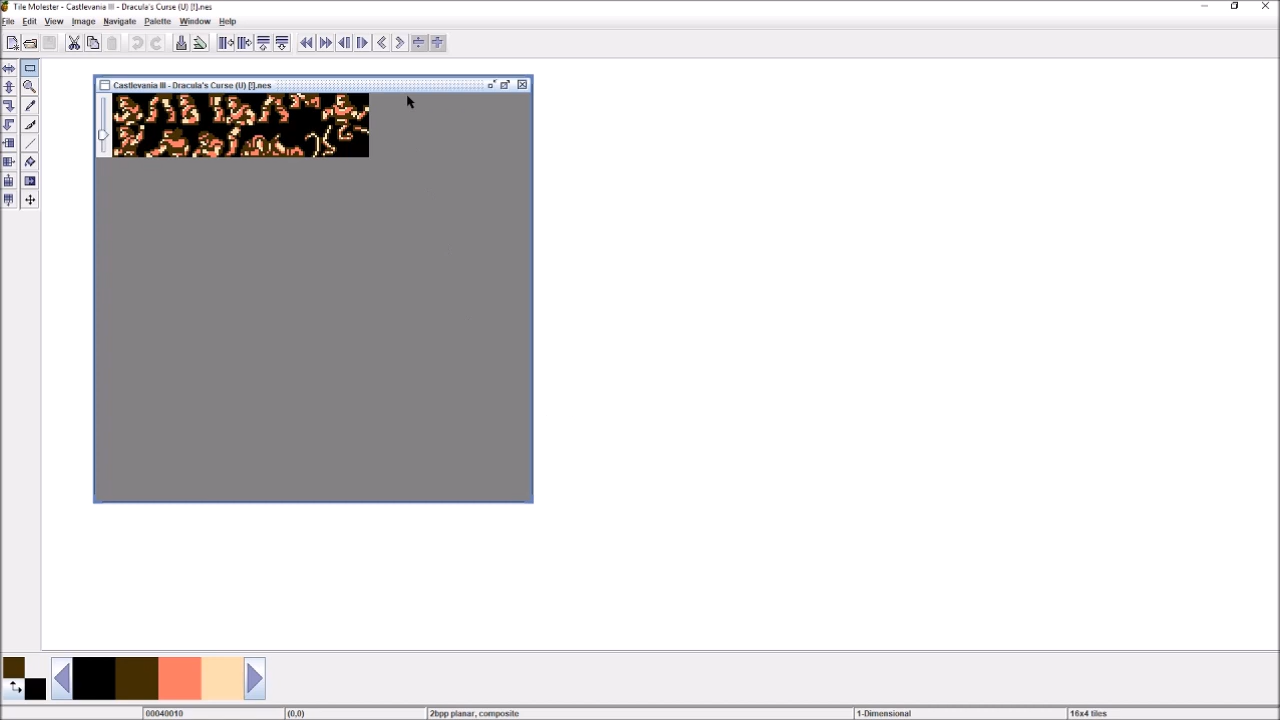 Tile Molester - Castlevania III - Dracula's Curse (U) [!].nes
File Edit View Image Navigate Palette Window Help
Castlevania III - Dracula's Curse (U) [!].nes
00040010 (0,0) 2bpp planar, composite 1-Dimensional 16x4 tiles